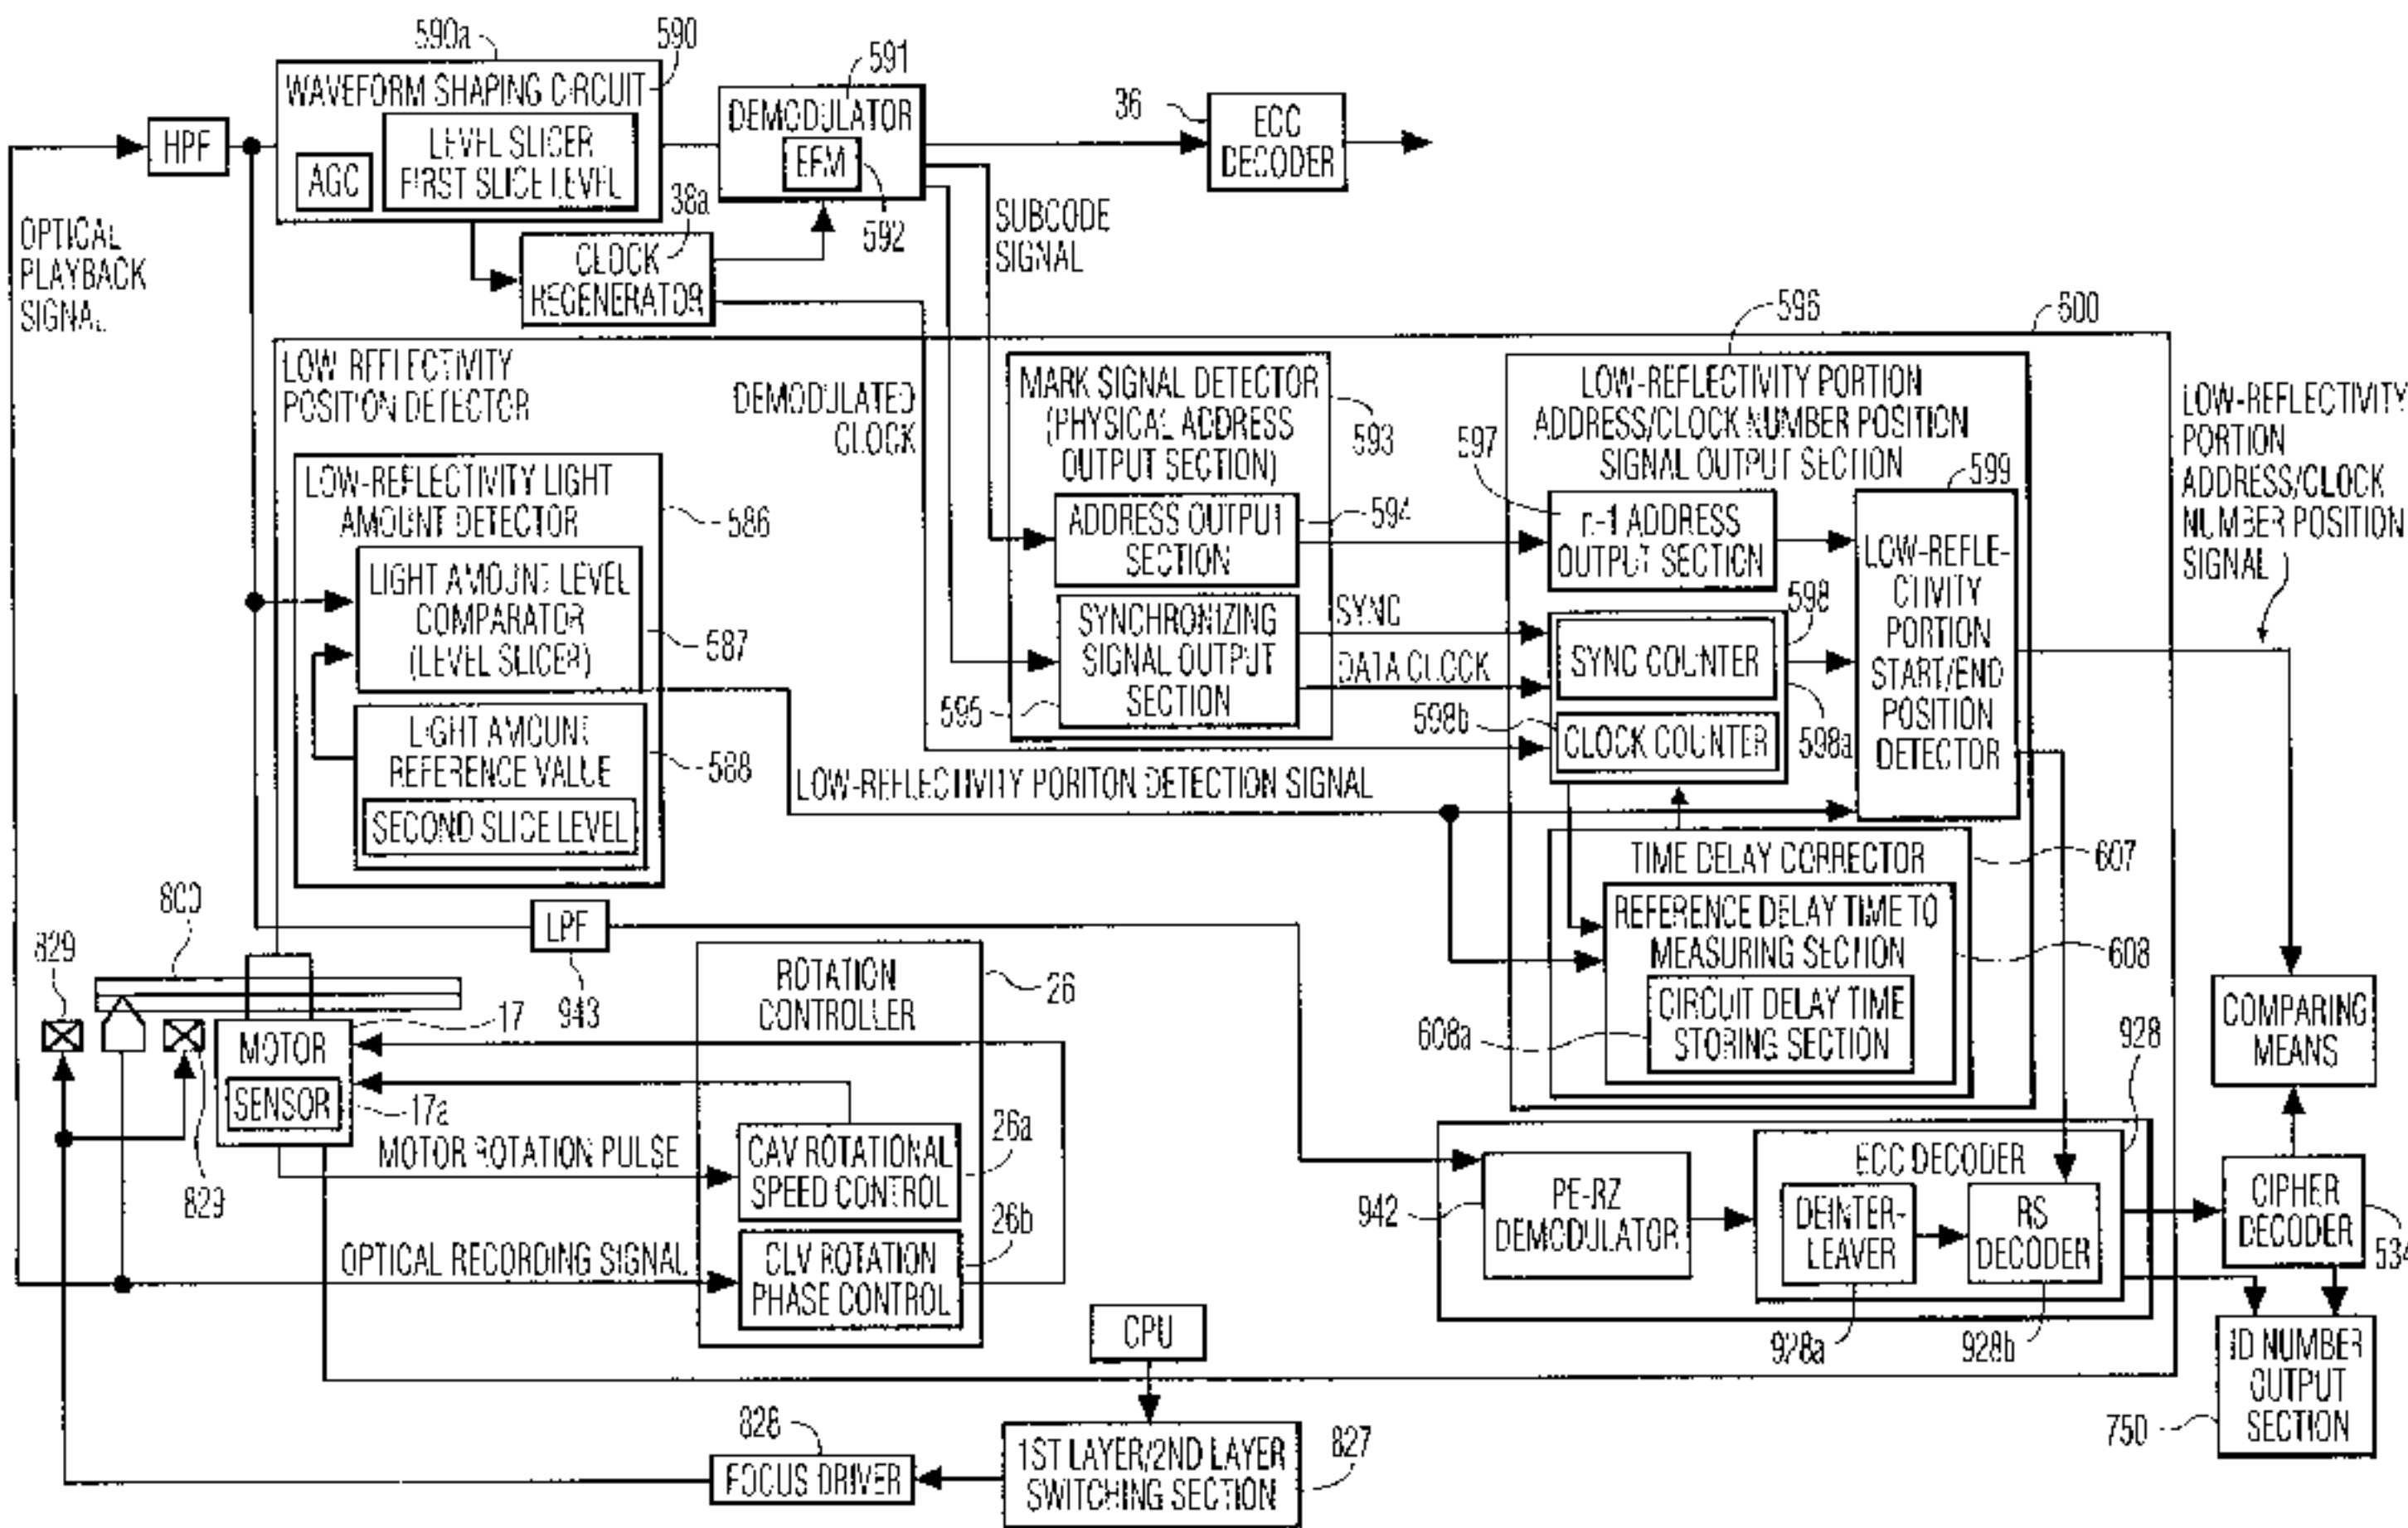 590a
590
WAVEFORM SHAPING CIRCUIT
AGC
LEVEL SLICER
FIRST SLICE LEVEL
HPF
OPTICAL
PLAYBACK
SIGNAL
591
DEMODULATOR
EFM
592
36
ECC
DECODER
38a
CLOCK
REGENERATOR
SUBCODE
SIGNAL
DEMODULATED
CLOCK
LOW REFLECTIVITY
POSITION DETECTOR
600
596
LOW-REFLECTIVITY LIGHT
AMOUNT DETECTOR
586
LIGHT AMOUNT LEVEL
COMPARATOR
(LEVEL SLICER)
587
LIGHT AMOUNT
REFERENCE VALUE
588
SECOND SLICE LEVEL
MARK SIGNAL DETECTOR
(PHYSICAL ADDRESS
OUTPUT SECTION)
593
ADDRESS OUTPUT
SECTION
594
SYNCHRONIZING
SIGNAL OUTPUT
SECTION
595
SYNC
DATA CLOCK
LOW-REFLECTIVITY PORTION
ADDRESS/CLOCK NUMBER POSITION
SIGNAL OUTPUT SECTION
597
n-1 ADDRESS
OUTPUT SECTION
598
SYNC COUNTER
598a
598b
CLOCK COUNTER
599
LOW-REFLE-
CTIVITY
PORTION
START/END
POSITION
DETECTOR
LOW-REFLECTIVITY
PORTION
ADDRESS/CLOCK
NUMBER POSITION
SIGNAL
LOW-REFLECTIVITY PORITON DETECTION SIGNAL
TIME DELAY CORRECTOR
607
REFERENCE DELAY TIME TO
MEASURING SECTION
608
CIRCUIT DELAY TIME
STORING SECTION
608a
LPF
943
800
829
829
17
MOTOR
SENSOR
17a
ROTATION
CONTROLLER
26
MOTOR ROTATION PULSE
CAV ROTATIONAL
SPEED CONTROL
26a
OPTICAL RECORDING SIGNAL
CLV ROTATION
PHASE CONTROL
26b
942
PE-RZ
DEMODULATOR
928
ECC DECODER
DEINTER-
LEAVER
928a
RS
DECODER
928b
COMPARING
MEANS
CIPHER
DECODER
534
ID NUMBER
OUTPUT
SECTION
750
CPU
1ST LAYER/2ND LAYER
SWITCHING SECTION
827
828
FOCUS DRIVER